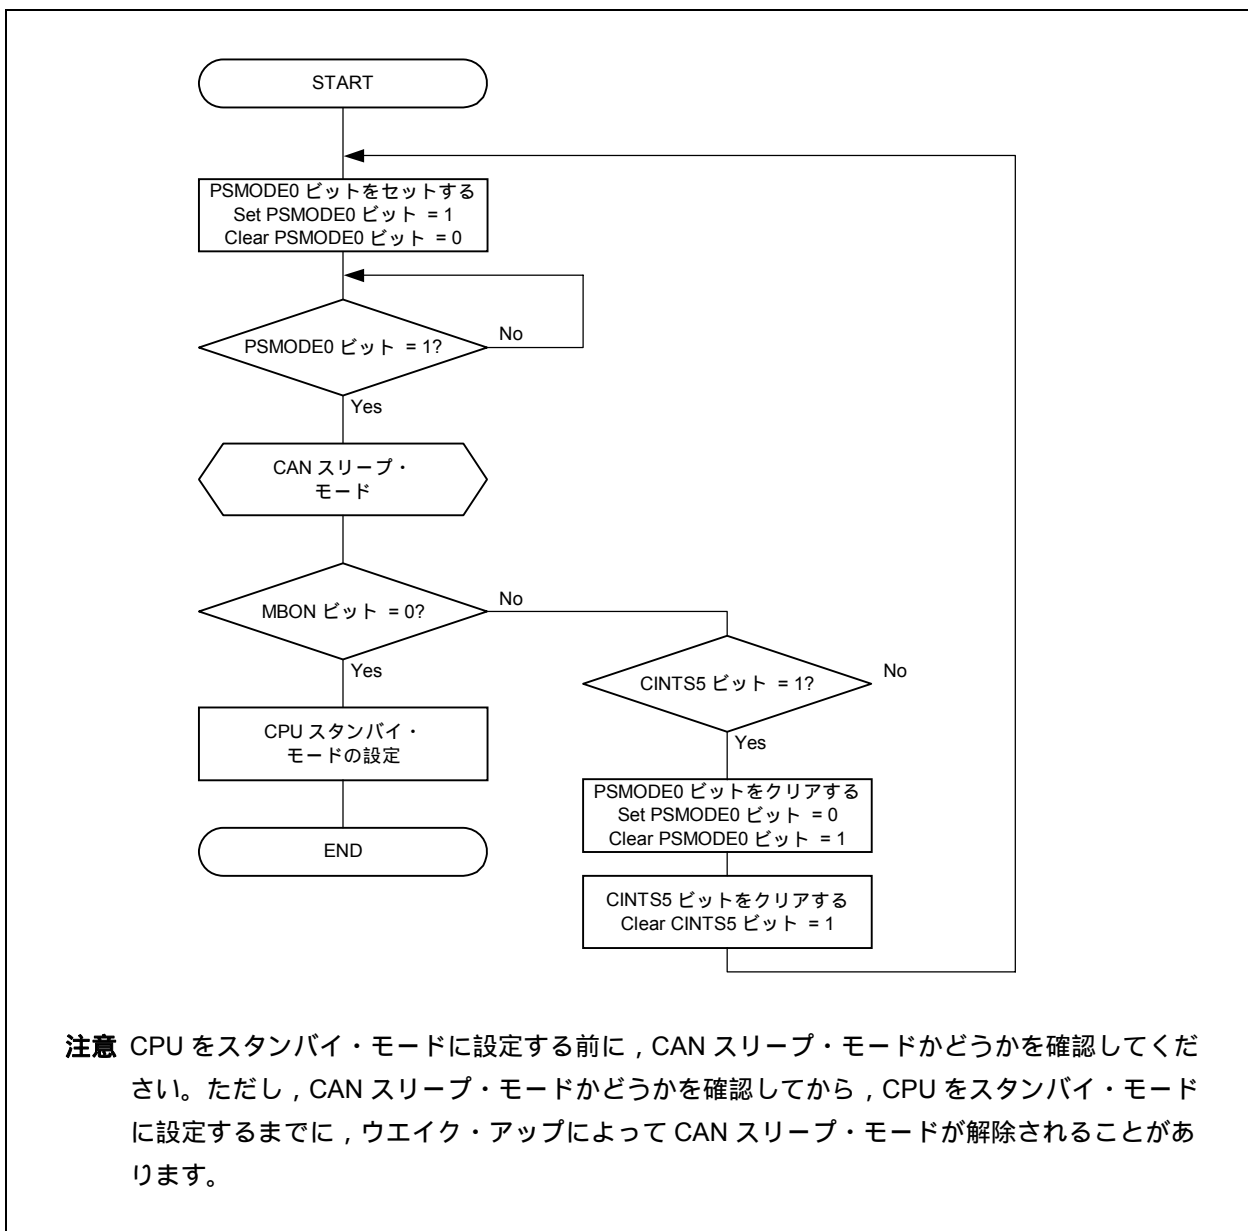 START
PSMODE0 ビットをセットする
Set PSMODE0 ビット = 1
Clear PSMODE0 ビット = 0
PSMODE0 ビット = 1?
No
Yes
CAN スリープ・
モード
MBON ビット = 0?
No
Yes
CINTS5 ビット = 1?
No
Yes
CPU スタンバイ・
モードの設定
PSMODE0 ビットをクリアする
Set PSMODE0 ビット = 0
Clear PSMODE0 ビット = 1
END
CINTS5 ビットをクリアする
Clear CINTS5 ビット = 1
注意 CPU をスタンバイ・モードに設定する前に，CAN スリープ・モードかどうかを確認してくだ
さい。ただし，CAN スリープ・モードかどうかを確認してから，CPU をスタンバイ・モード
に設定するまでに，ウエイク・アップによって CAN スリープ・モードが解除されることがあ
ります。